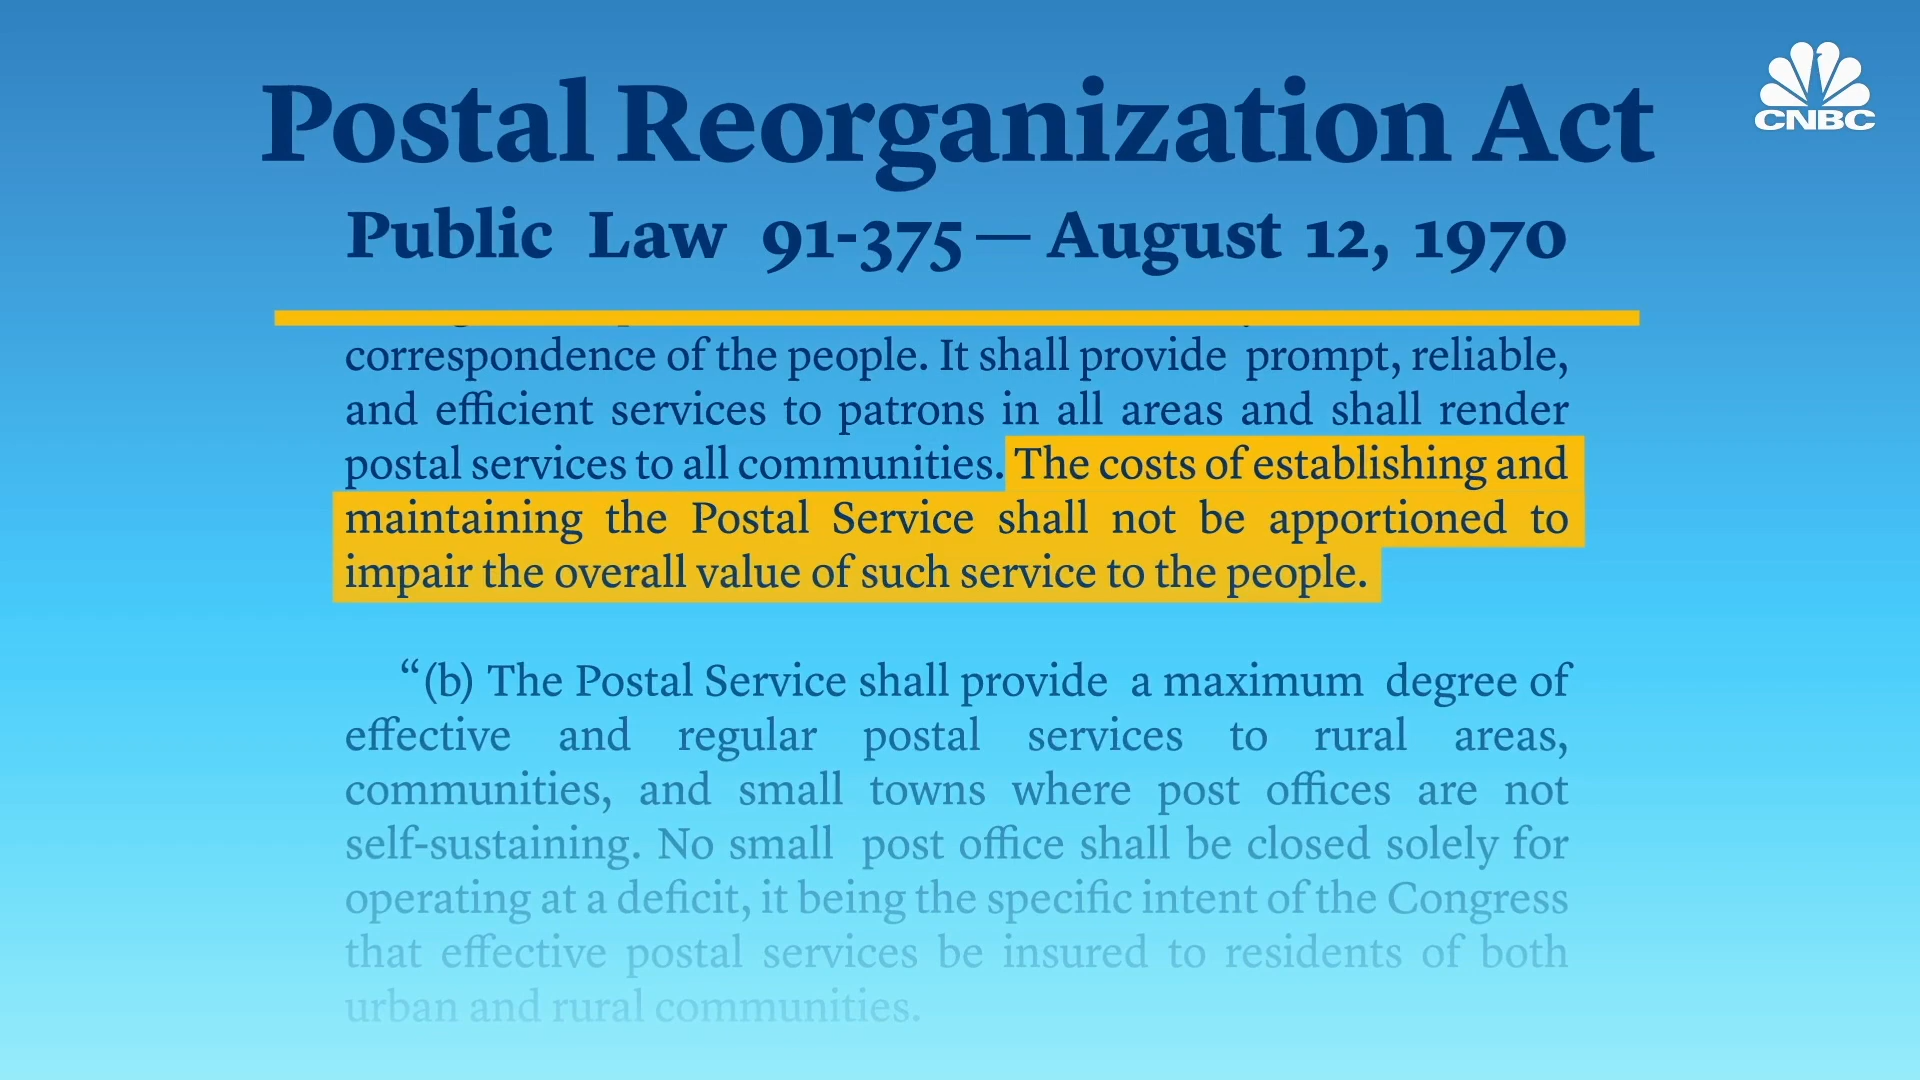 Postal Reorganization Act
CNBC
Public Law 91-375 — August 12, 1970
correspondence of the people. It shall provide prompt, reliable,
and efficient services to patrons in all areas and shall render
postal services to all communities. The costs of establishing and
maintaining the Postal Service shall not be apportioned to
impair the overall value of such service to the people.
“(b) The Postal Service shall provide a maximum degree of
effective and regular postal services to rural areas,
communities, and small towns where post offices are not
self-sustaining. No small post office shall be closed solely for
operating at a deficit, it being the specific intent of the Congress
that effective postal services be insured to residents of both
urban and rural communities.